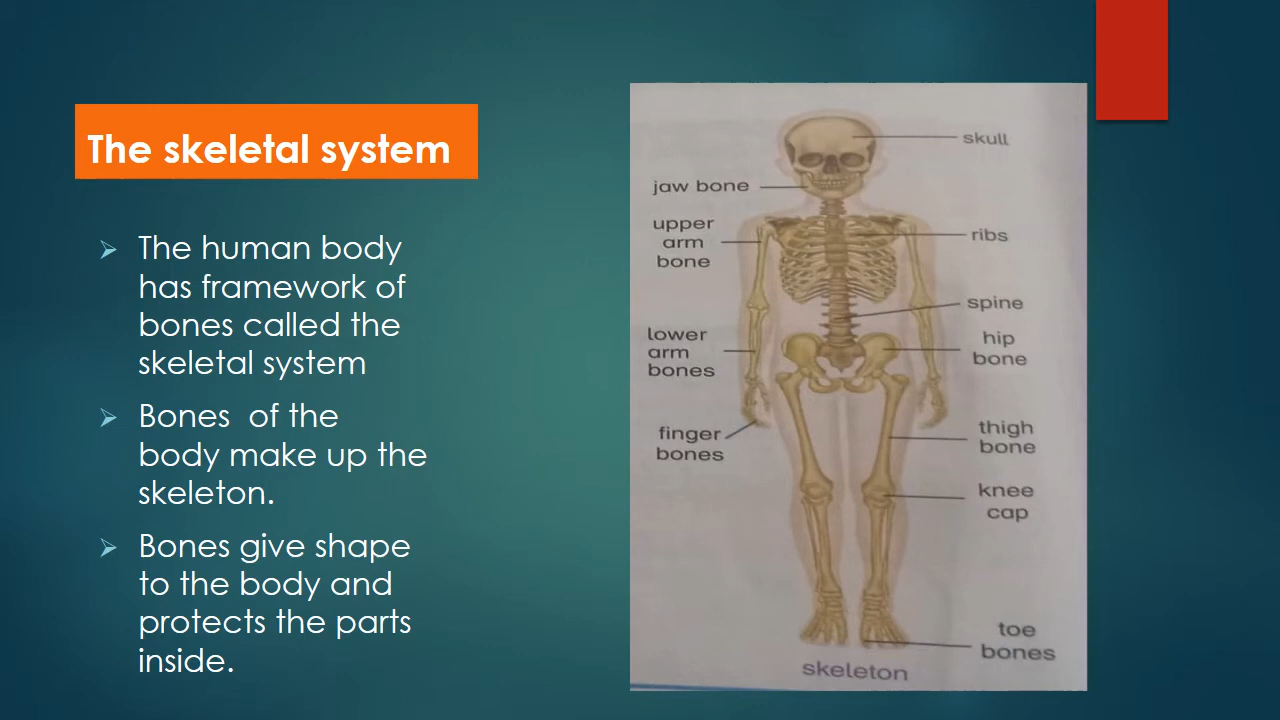 The skeletal system
The human body
has framework of
bones called the
skeletal system
Bones  of the
body make up the
skeleton.
Bones give shape
to the body and
protects the parts
inside.
skull
jaw bone
upper
arm
bone
ribs
spine
lower
arm
bones
hip
bone
finger
bones
thigh
bone
knee
cap
toe
bones
skeleton